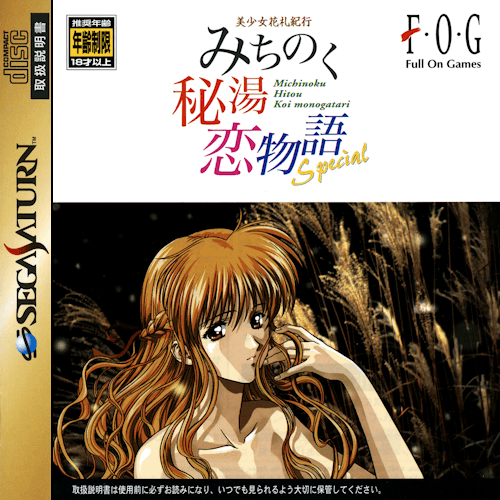 COMPACT
disc
取扱説明書
推奨年齢
年齢制限
18才以上
美少女花札紀行
みちのく
秘湯
恋物語
Special
Michinoku
Hitou
Koi monogatari
F·O·G
Full On Games
SEGA SATURN™
取扱説明書は使用前に必ずお読みになり、いつでも見られるよう大切に保管してください。